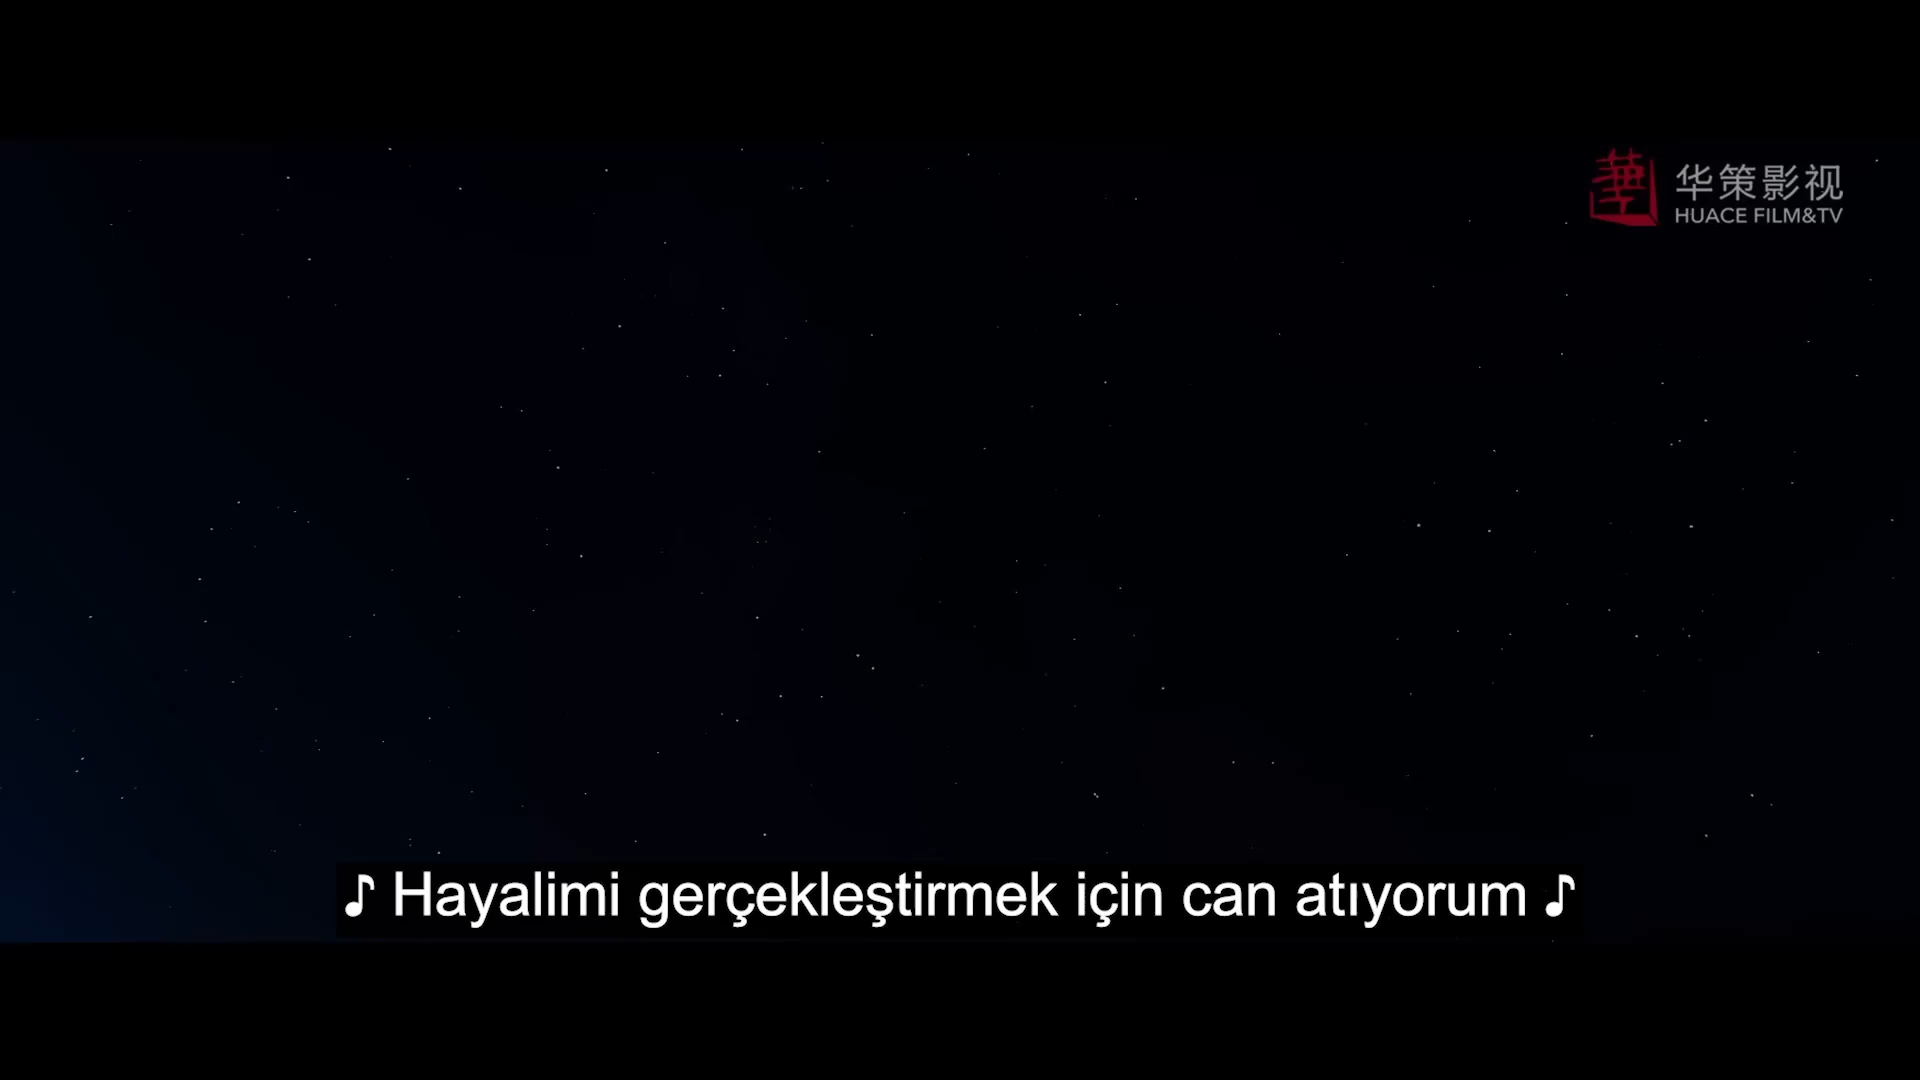 華 华策影视
HUACE FILM&TV
♪ Hayalimi gerçekleştirmek için can atıyorum ♪